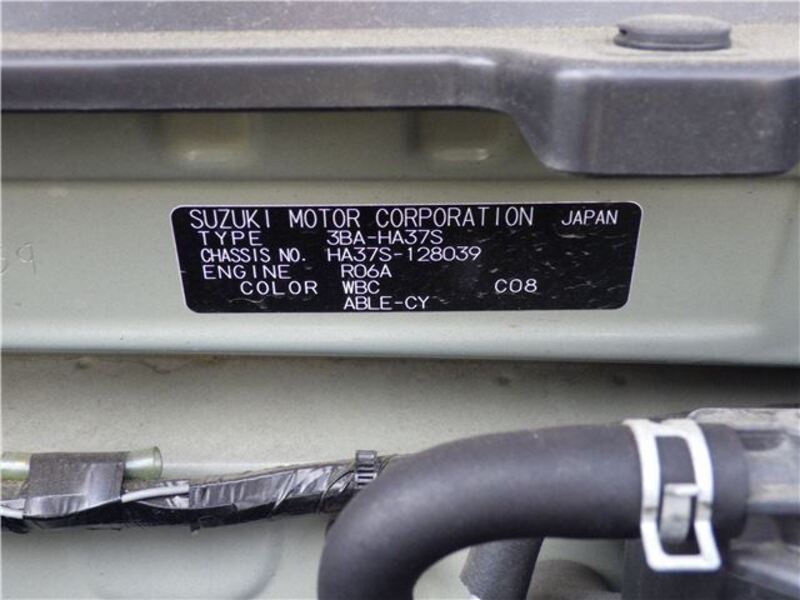 SUZUKI MOTOR CORPORATION JAPAN
TYPE 3BA-HA37S
CHASSIS NO. HA37S-128039
ENGINE R06A
COLOR WBC C08
ABLE-CY